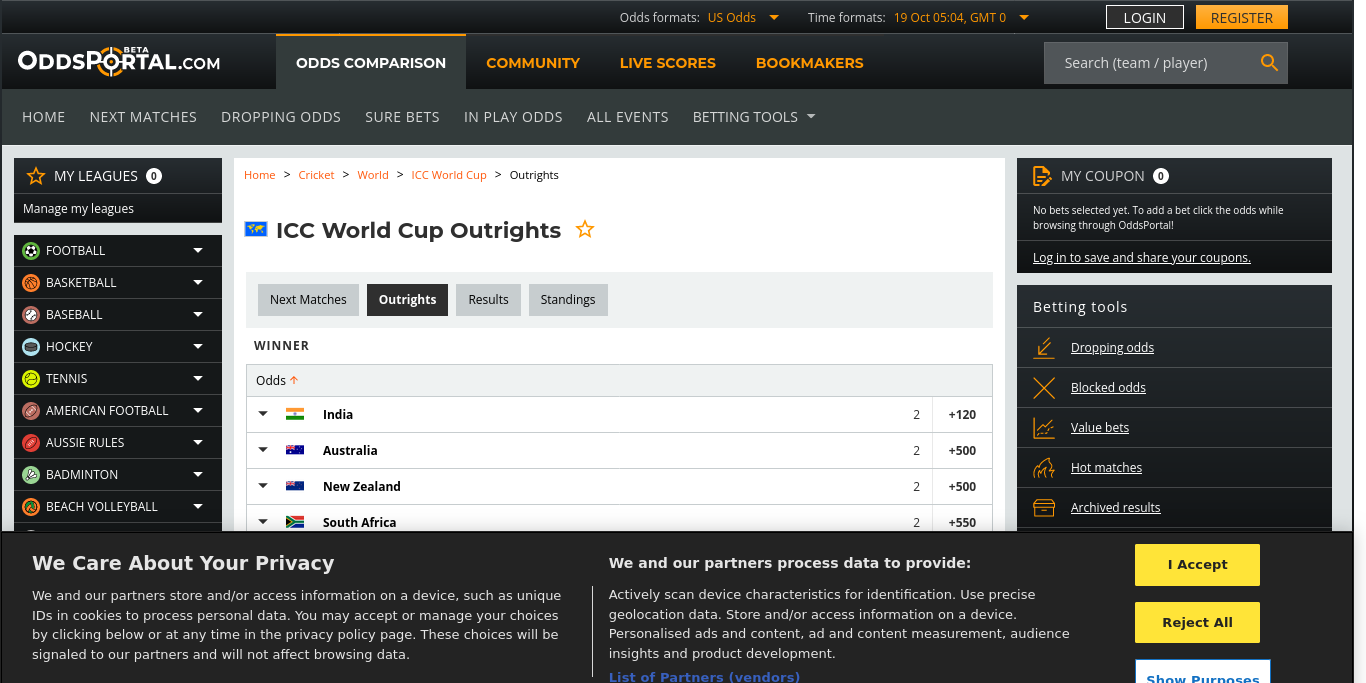 Odds formats: US Odds
Time formats: 19 Oct 05:04, GMT 0
LOGIN
REGISTER
ODDSPORTAL.COM
BETA
ODDS COMPARISON
COMMUNITY
LIVE SCORES
BOOKMAKERS
Search (team / player)
HOME
NEXT MATCHES
DROPPING ODDS
SURE BETS
IN PLAY ODDS
ALL EVENTS
BETTING TOOLS
MY LEAGUES 0
Manage my leagues
FOOTBALL
BASKETBALL
BASEBALL
HOCKEY
TENNIS
AMERICAN FOOTBALL
AUSSIE RULES
BADMINTON
BEACH VOLLEYBALL
Home > Cricket > World > ICC World Cup > Outrights
ICC World Cup Outrights
Next Matches
Outrights
Results
Standings
WINNER
Odds
India 2 +120
Australia 2 +500
New Zealand 2 +500
South Africa 2 +550
MY COUPON 0
No bets selected yet. To add a bet click the odds while
browsing through OddsPortal!
Log in to save and share your coupons.
Betting tools
Dropping odds
Blocked odds
Value bets
Hot matches
Archived results
We Care About Your Privacy
We and our partners store and/or access information on a device, such as unique
IDs in cookies to process personal data. You may accept or manage your choices
by clicking below or at any time in the privacy policy page. These choices will be
signaled to our partners and will not affect browsing data.
We and our partners process data to provide:
Actively scan device characteristics for identification. Use precise
geolocation data. Store and/or access information on a device.
Personalised ads and content, ad and content measurement, audience
insights and product development.
List of Partners (vendors)
I Accept
Reject All
Show Purposes